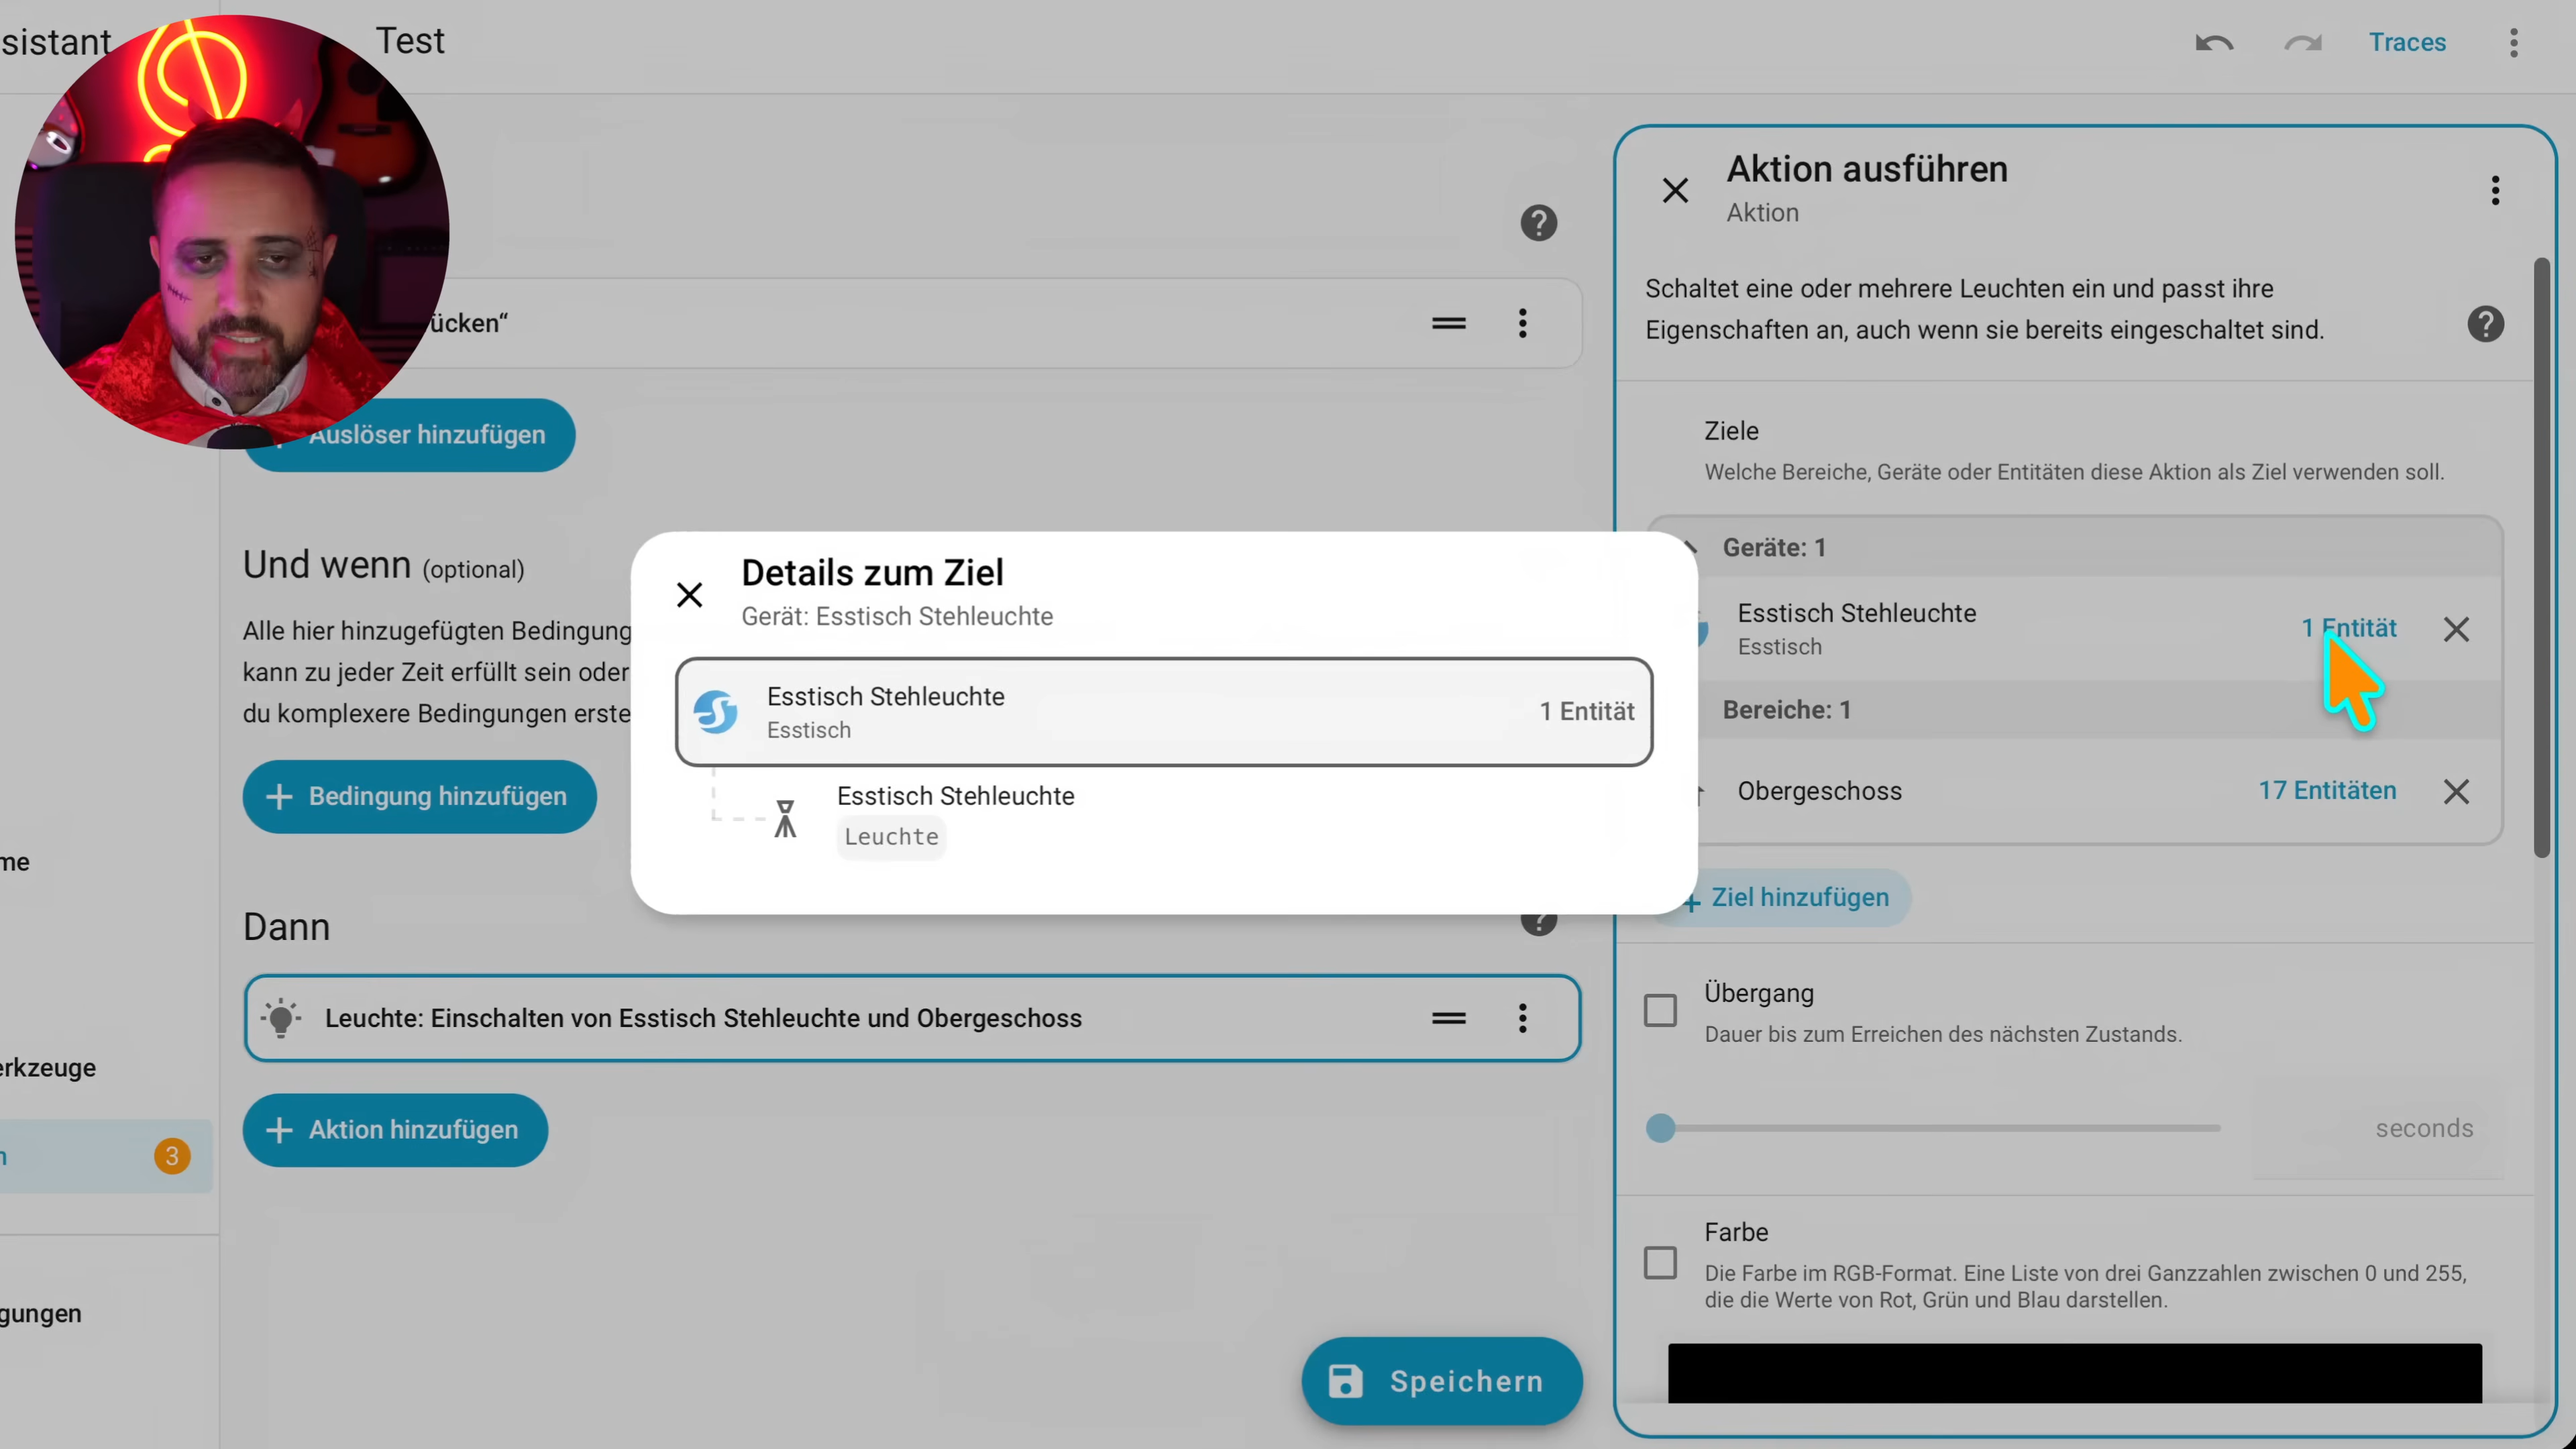 sistant
Test
Traces
ücken“
Auslöser hinzufügen
Und wenn (optional)
Alle hier hinzugefügten Bedingung
kann zu jeder Zeit erfüllt sein oder
du komplexere Bedingungen erste
+ Bedingung hinzufügen
Dann
Leuchte: Einschalten von Esstisch Stehleuchte und Obergeschoss
+ Aktion hinzufügen
me
erkzeuge
n
3
gungen
Speichern
Details zum Ziel
Gerät: Esstisch Stehleuchte
Esstisch Stehleuchte
Esstisch
1 Entität
Esstisch Stehleuchte
Leuchte
Aktion ausführen
Aktion
Schaltet eine oder mehrere Leuchten ein und passt ihre
Eigenschaften an, auch wenn sie bereits eingeschaltet sind.
Ziele
Welche Bereiche, Geräte oder Entitäten diese Aktion als Ziel verwenden soll.
Geräte: 1
Esstisch Stehleuchte
Esstisch
1 Entität
Bereiche: 1
Obergeschoss
17 Entitäten
+ Ziel hinzufügen
Übergang
Dauer bis zum Erreichen des nächsten Zustands.
seconds
Farbe
Die Farbe im RGB-Format. Eine Liste von drei Ganzzahlen zwischen 0 und 255,
die die Werte von Rot, Grün und Blau darstellen.